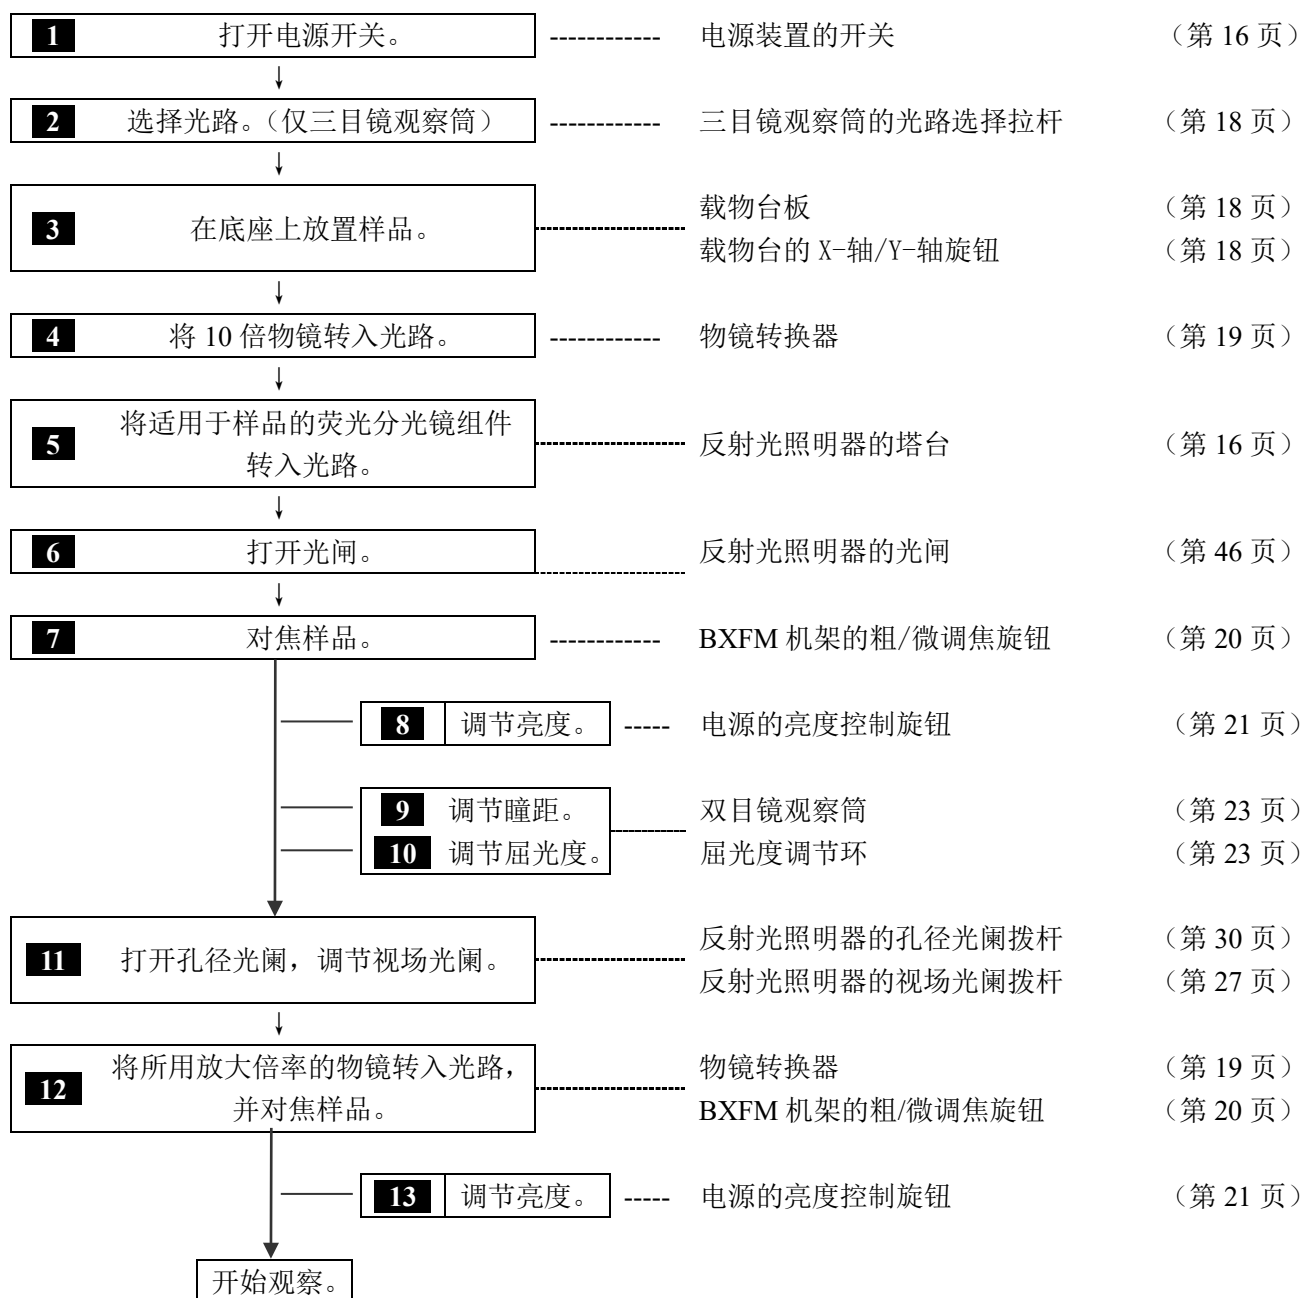 1 打开电源开关。 ------------ 电源装置的开关 （第 16 页）
2 选择光路。（仅三目镜观察筒） ------------ 三目镜观察筒的光路选择拉杆 （第 18 页）
载物台板 （第 18 页）
3 在底座上放置样品。
载物台的 X-轴/Y-轴旋钮 （第 18 页）
4 将 10 倍物镜转入光路。 ------------ 物镜转换器 （第 19 页）
将适用于样品的荧光分光镜组件
5 反射光照明器的塔台 （第 16 页）
转入光路。
6 打开光闸。 反射光照明器的光闸 （第 46 页）
7 对焦样品。 ------------ BXFM 机架的粗/微调焦旋钮 （第 20 页）
8 调节亮度。 ----- 电源的亮度控制旋钮 （第 21 页）
9 调节瞳距。 双目镜观察筒 （第 23 页）
10 调节屈光度。 屈光度调节环 （第 23 页）
反射光照明器的孔径光阑拨杆 （第 30 页）
11 打开孔径光阑，调节视场光阑。
反射光照明器的视场光阑拨杆 （第 27 页）
将所用放大倍率的物镜转入光路， 物镜转换器 （第 19 页）
12
并对焦样品。 BXFM 机架的粗/微调焦旋钮 （第 20 页）
13 调节亮度。 ----- 电源的亮度控制旋钮 （第 21 页）
开始观察。